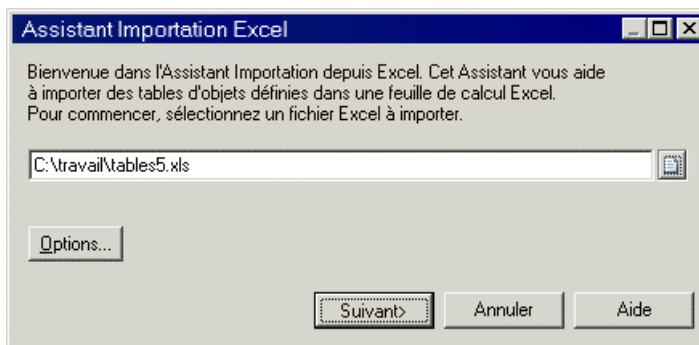 Assistant Importation Excel
Bienvenue dans l'Assistant Importation depuis Excel. Cet Assistant vous aide
à importer des tables d'objets définies dans une feuille de calcul Excel.
Pour commencer, sélectionnez un fichier Excel à importer.
C:\travail\tables5.xls
Options...
Suivant> Annuler Aide